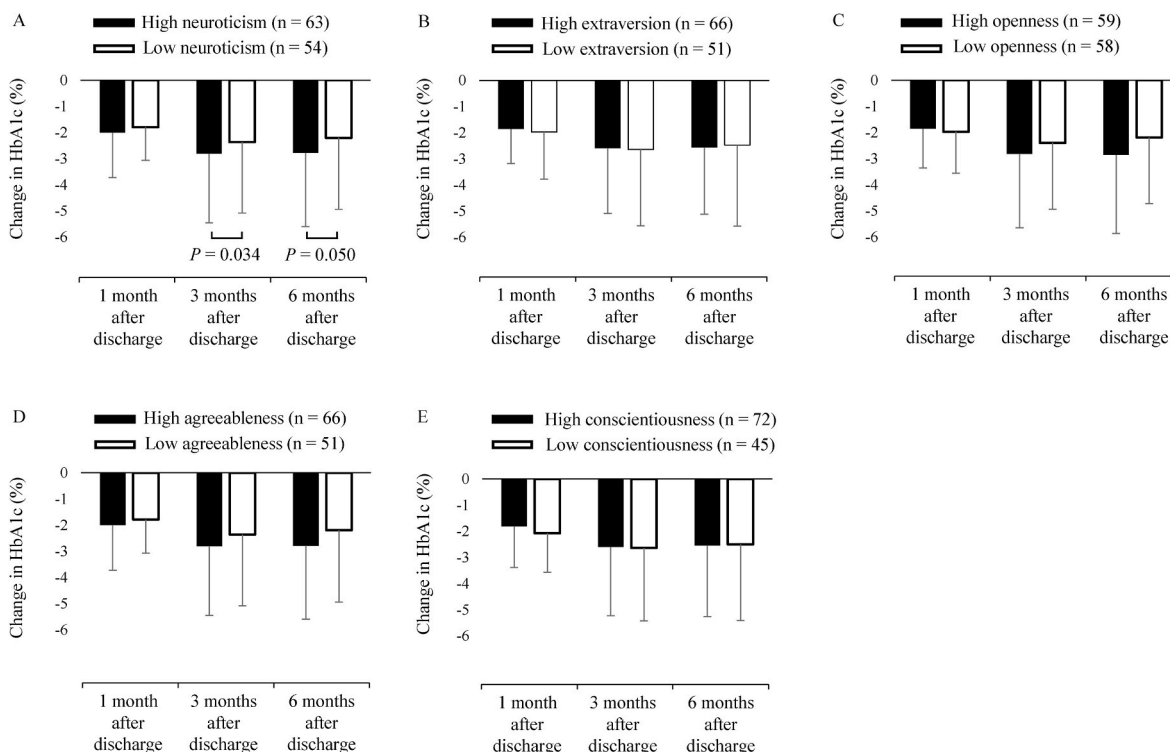 A
High neuroticism (n = 63)
Low neuroticism (n = 54)
Change in HbA1c (%)
0
-1
-2
-3
-4
-5
-6
P = 0.034
P = 0.050
1 month after discharge
3 months after discharge
6 months after discharge
B
High extraversion (n = 66)
Low extraversion (n = 51)
Change in HbA1c (%)
0
-1
-2
-3
-4
-5
-6
1 month after discharge
3 months after discharge
6 months after discharge
C
High openness (n = 59)
Low openness (n = 58)
Change in HbA1c (%)
0
-1
-2
-3
-4
-5
-6
1 month after discharge
3 months after discharge
6 months after discharge
D
High agreeableness (n = 66)
Low agreeableness (n = 51)
Change in HbA1c (%)
0
-1
-2
-3
-4
-5
-6
1 month after discharge
3 months after discharge
6 months after discharge
E
High conscientiousness (n = 72)
Low conscientiousness (n = 45)
Change in HbA1c (%)
0
-1
-2
-3
-4
-5
-6
1 month after discharge
3 months after discharge
6 months after discharge